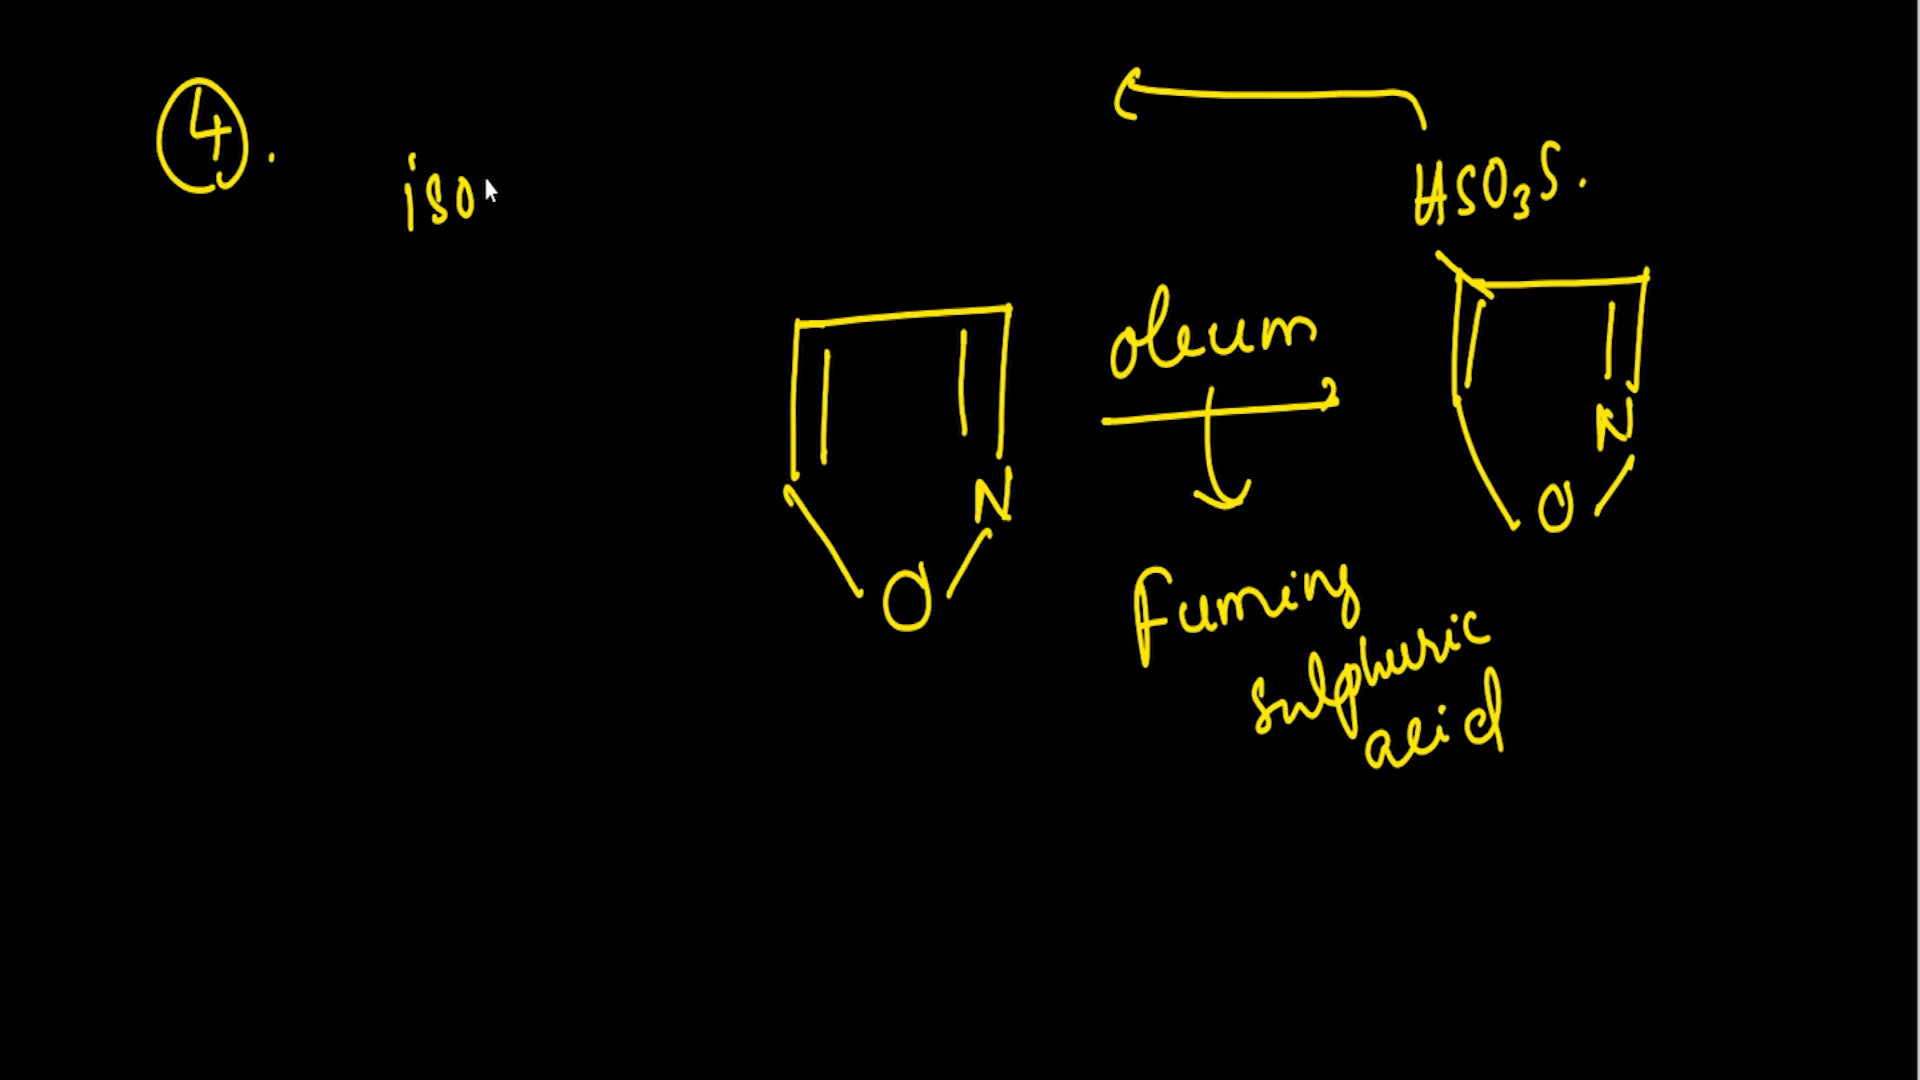 4.
iso
HSO3S.
oleum
N
O
N
O
Fuming
sulphuric
acid